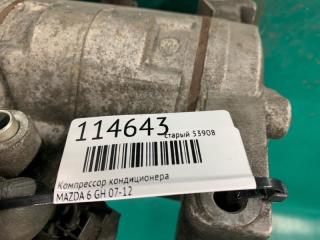 114643 старый 53908
Компрессор кондиционера
MAZDA 6 GH 07-12